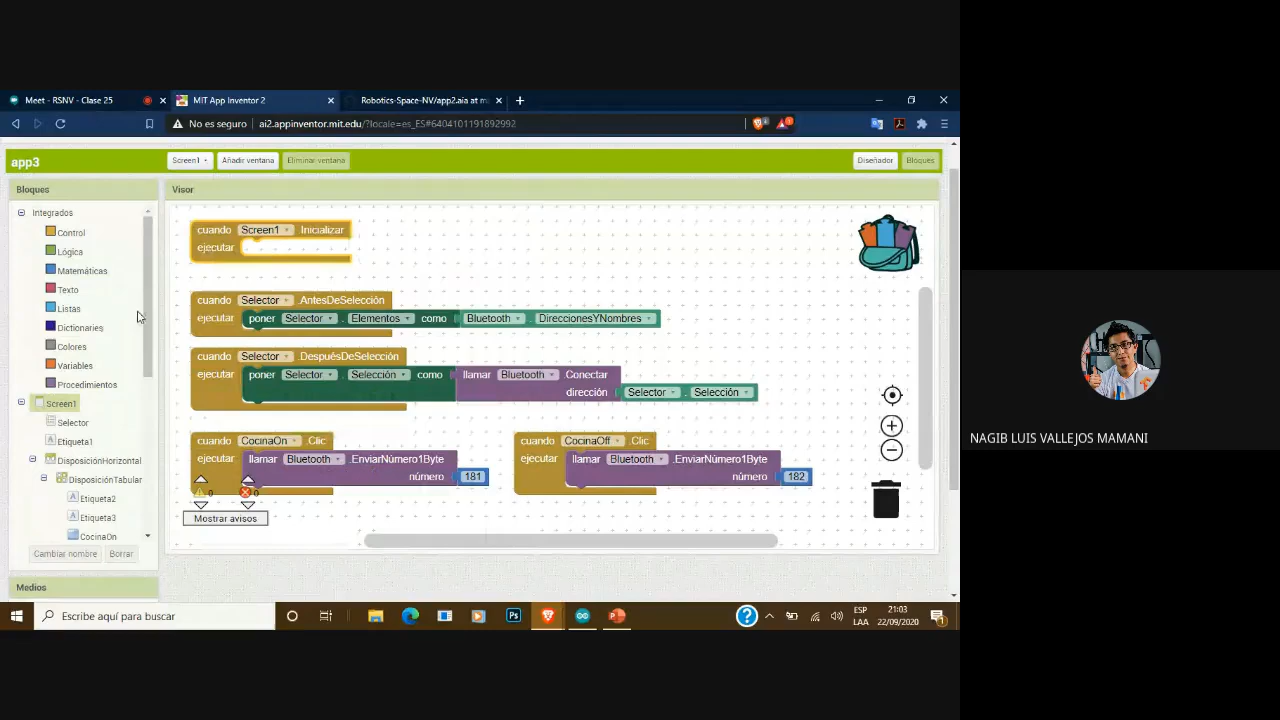 Meet - RSNV - Clase 25
MIT App Inventor 2
Robotics-Space-NV/app2.aia at m
No es seguro
ai2.appinventor.mit.edu/?locale=es_ES#6404101191892992
app3
Screen1
Añadir ventana
Eliminar ventana
Diseñador
Bloques
Bloques
Integrados
Control
Lógica
Matemáticas
Texto
Listas
Dictionaries
Colores
Variables
Procedimientos
Screen1
Selector
Etiqueta1
DisposiciónHorizontal
DisposiciónTabular
Etiqueta2
Etiqueta3
CocinaOn
Cambiar nombre
Borrar
Medios
Visor
cuando Screen1 .Inicializar
ejecutar
cuando Selector .AntesDeSelección
ejecutar poner Selector . Elementos como Bluetooth . DireccionesYNombres
cuando Selector .DespuésDeSelección
ejecutar poner Selector . Selección como llamar Bluetooth .Conectar
dirección Selector . Selección
cuando CocinaOn .Clic
ejecutar llamar Bluetooth .EnviarNúmero1Byte
número 181
cuando CocinaOff .Clic
ejecutar llamar Bluetooth .EnviarNúmero1Byte
número 182
0
0
Mostrar avisos
NAGIB LUIS VALLEJOS MAMANI
Escribe aquí para buscar
ESP
LAA
21:03
22/09/2020